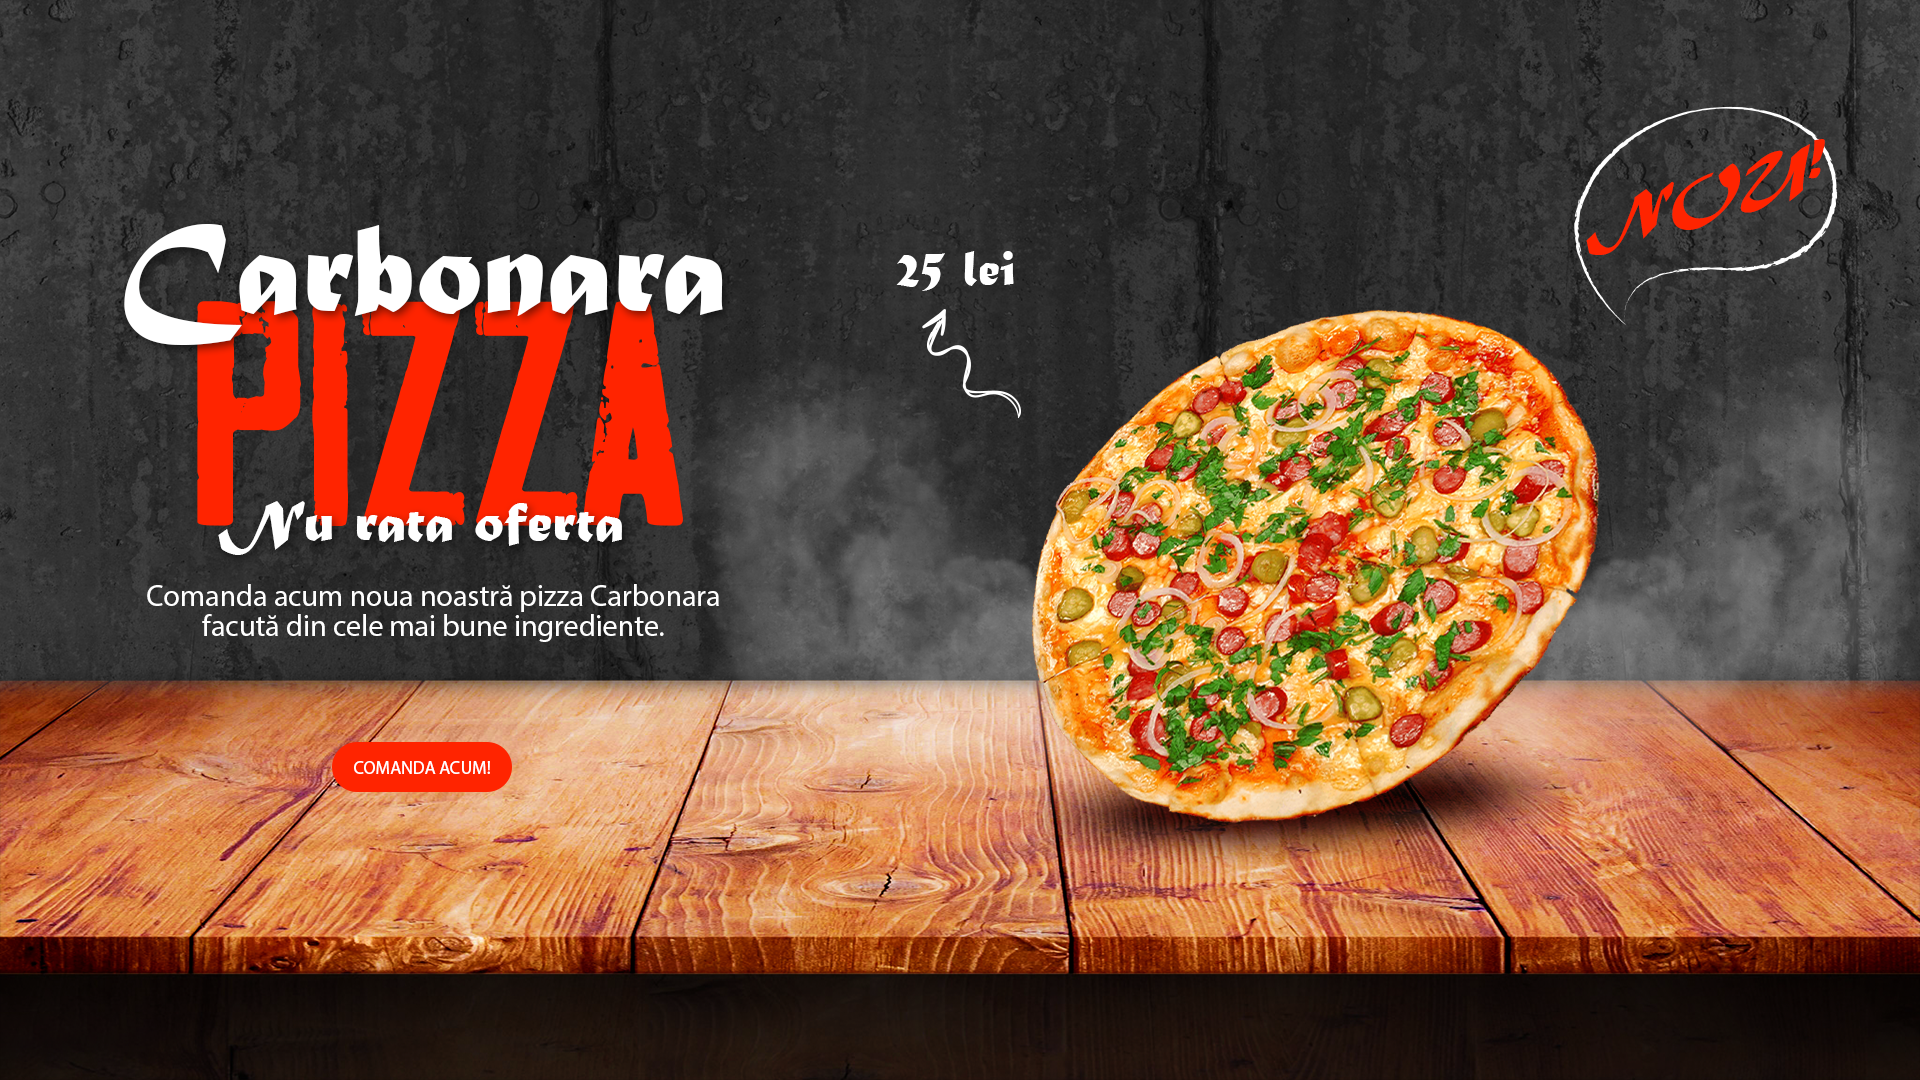 Carbonara
PIZZA
Nu rata oferta
Comanda acum noua noastră pizza Carbonara
facută din cele mai bune ingrediente.
COMANDA ACUM!
25 lei
NOU!